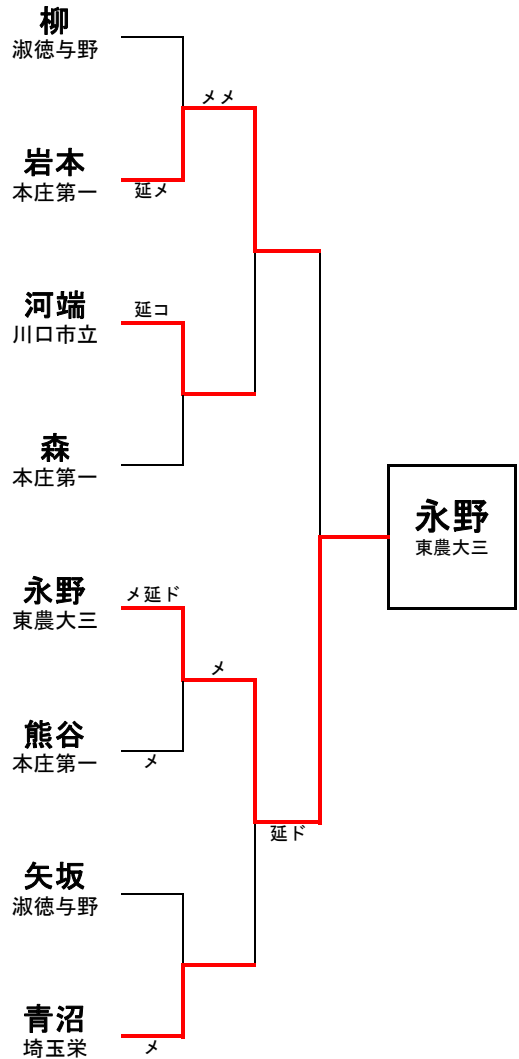 柳
淑徳与野
メメ
岩本
本庄第一
延メ
河端
川口市立
延コ
森
本庄第一
永野
東農大三
永野
東農大三
メ延ド
メ
熊谷
本庄第一
メ
延ド
矢坂
淑徳与野
青沼
埼玉栄
メ